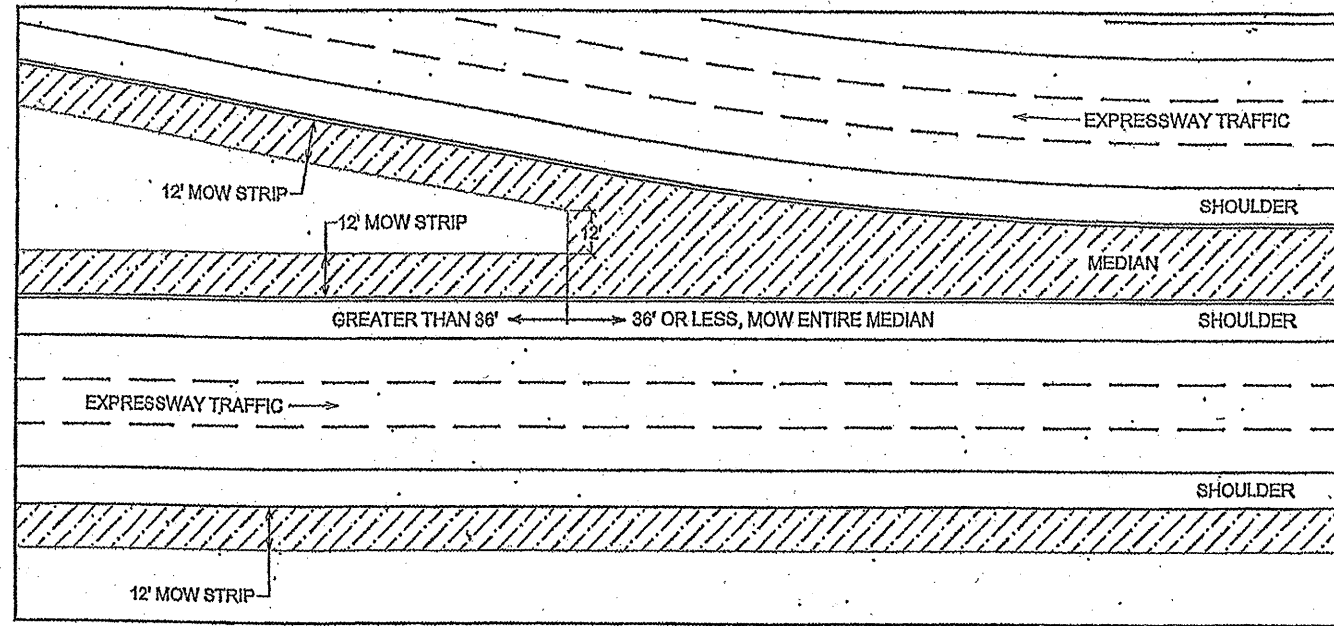 EXPRESSWAY TRAFFIC
12' MOW STRIP
SHOULDER
12' MOW STRIP
12'
MEDIAN
GREATER THAN 36' 36' OR LESS, MOW ENTIRE MEDIAN SHOULDER
EXPRESSWAY TRAFFIC
SHOULDER
12' MOW STRIP